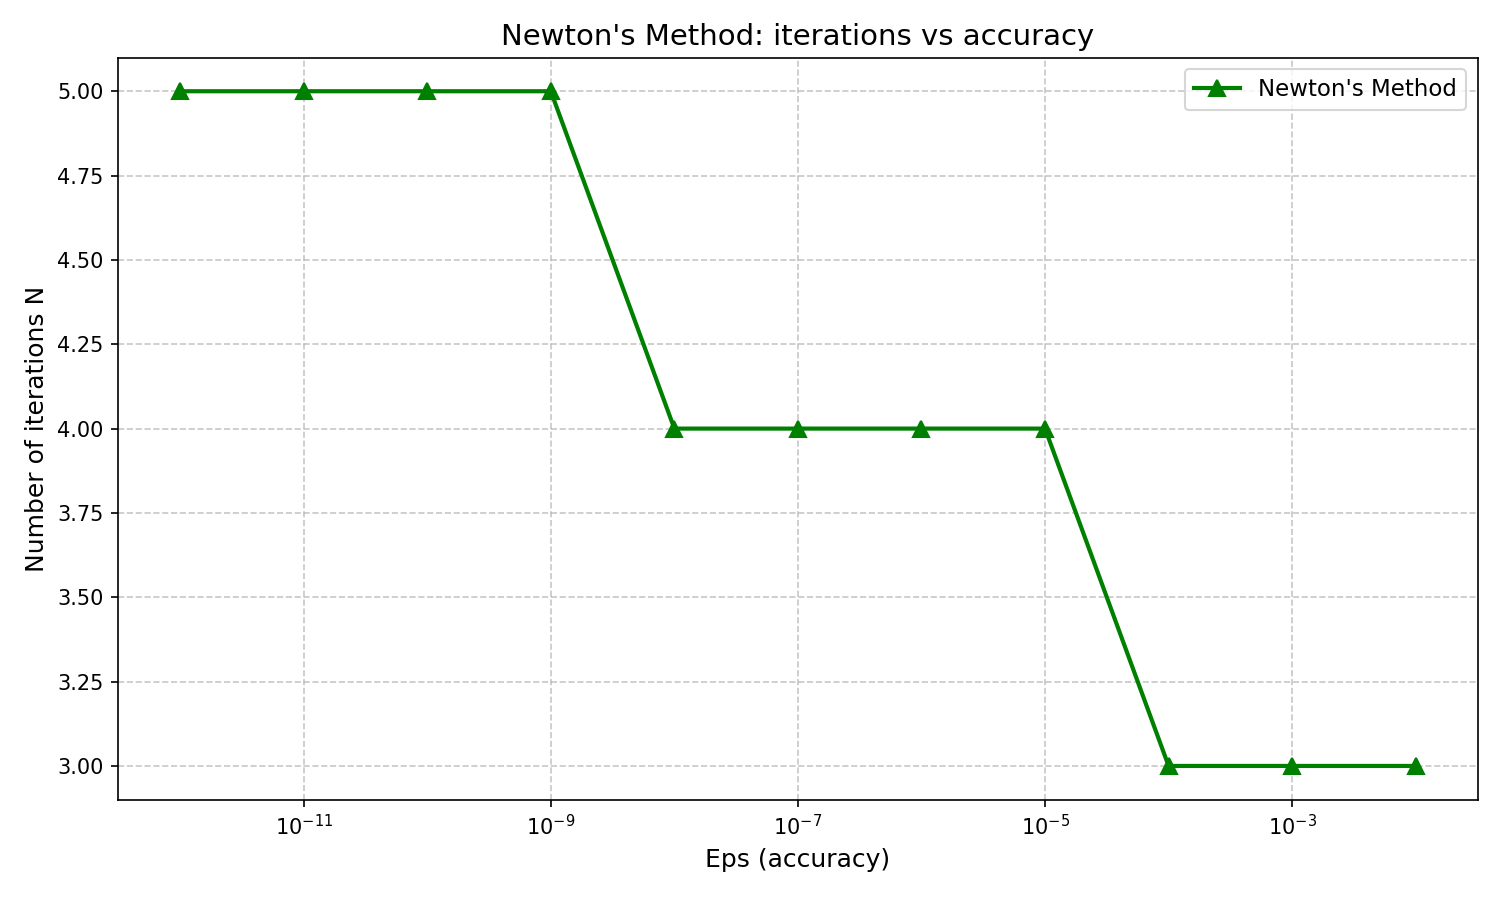 Newton's Method: iterations vs accuracy
Newton's Method
Number of iterations N
5.00
4.75
4.50
4.25
4.00
3.75
3.50
3.25
3.00
10⁻¹¹ 10⁻⁹ 10⁻⁷ 10⁻⁵ 10⁻³
Eps (accuracy)